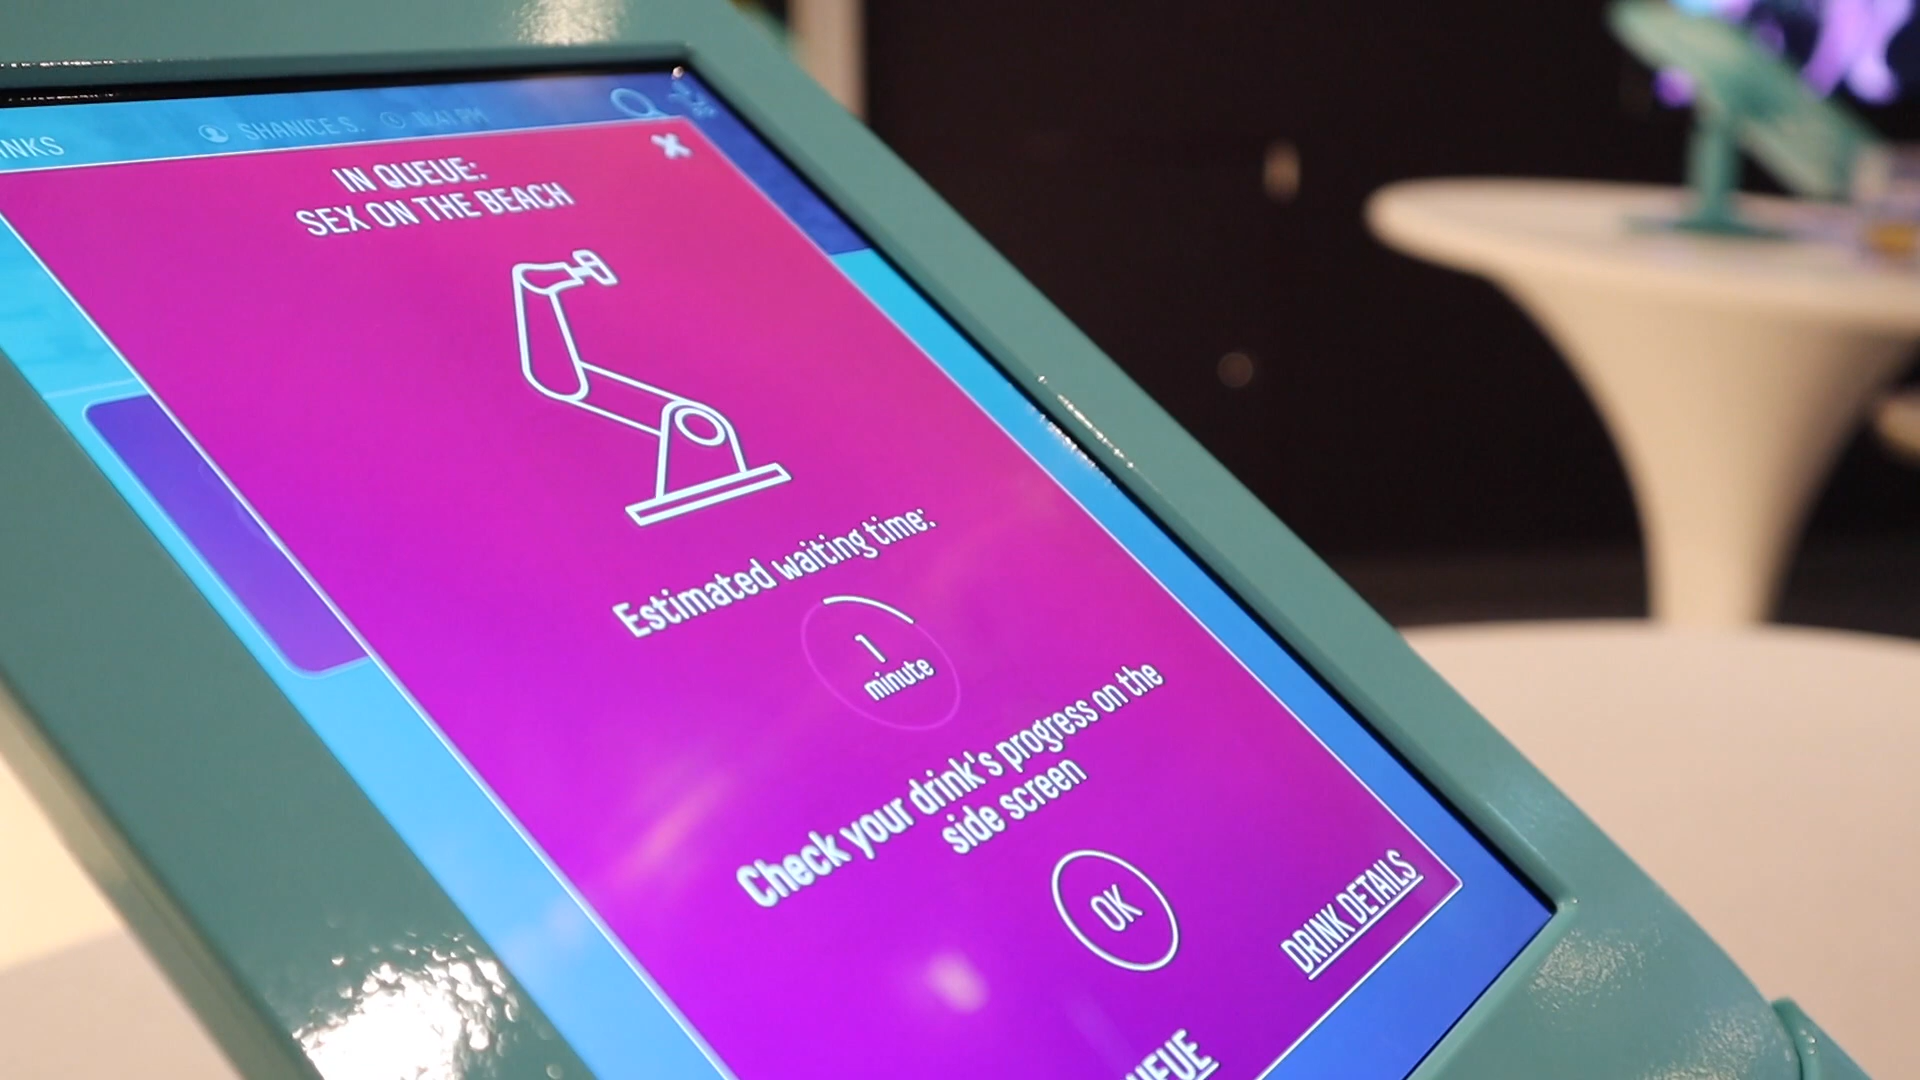 SHANICE S.
IN QUEUE:
SEX ON THE BEACH
Estimated waiting time:
1
minute
Check your drink's progress on the
side screen
OK
DRINK DETAILS